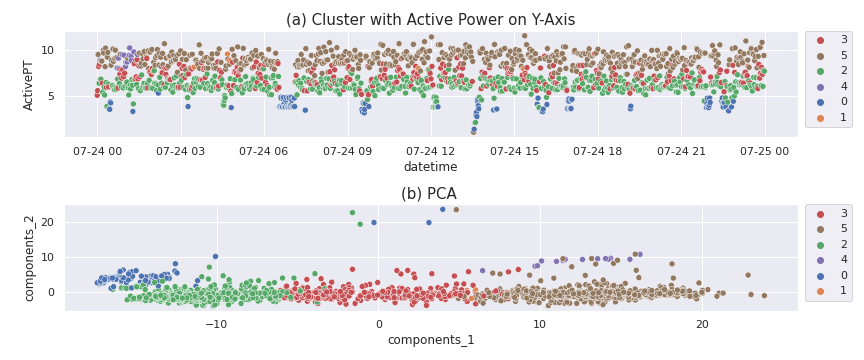 (a) Cluster with Active Power on Y-Axis
10
5
ActivePT
07-24 00 07-24 03 07-24 06 07-24 09 07-24 12 07-24 15 07-24 18 07-24 21 07-25 00
datetime
3
5
2
4
0
1
(b) PCA
20
10
0
components_2
−10 0 10 20
components_1
3
5
2
4
0
1